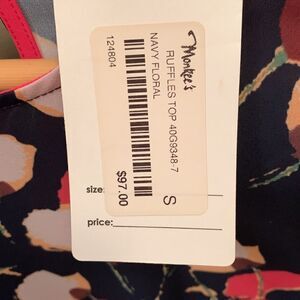 Monkee's
RUFFLES TOP 40G9348-7
NAVY FLORAL
124804
$97.00
S
size:
price: